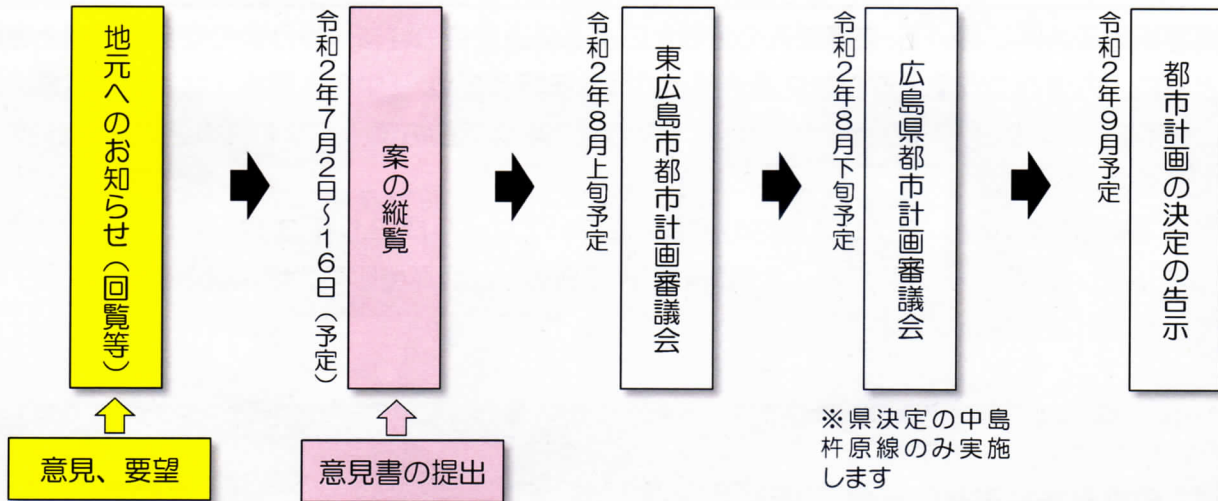 地元へのお知らせ（回覧等）
意見、要望
令和２年７月２日～１６日（予定）
案の縦覧
意見書の提出
令和２年８月上旬予定
東広島市都市計画審議会
令和２年８月下旬予定
広島県都市計画審議会
※県決定の中島
杵原線のみ実施
します
令和２年９月予定
都市計画の決定の告示